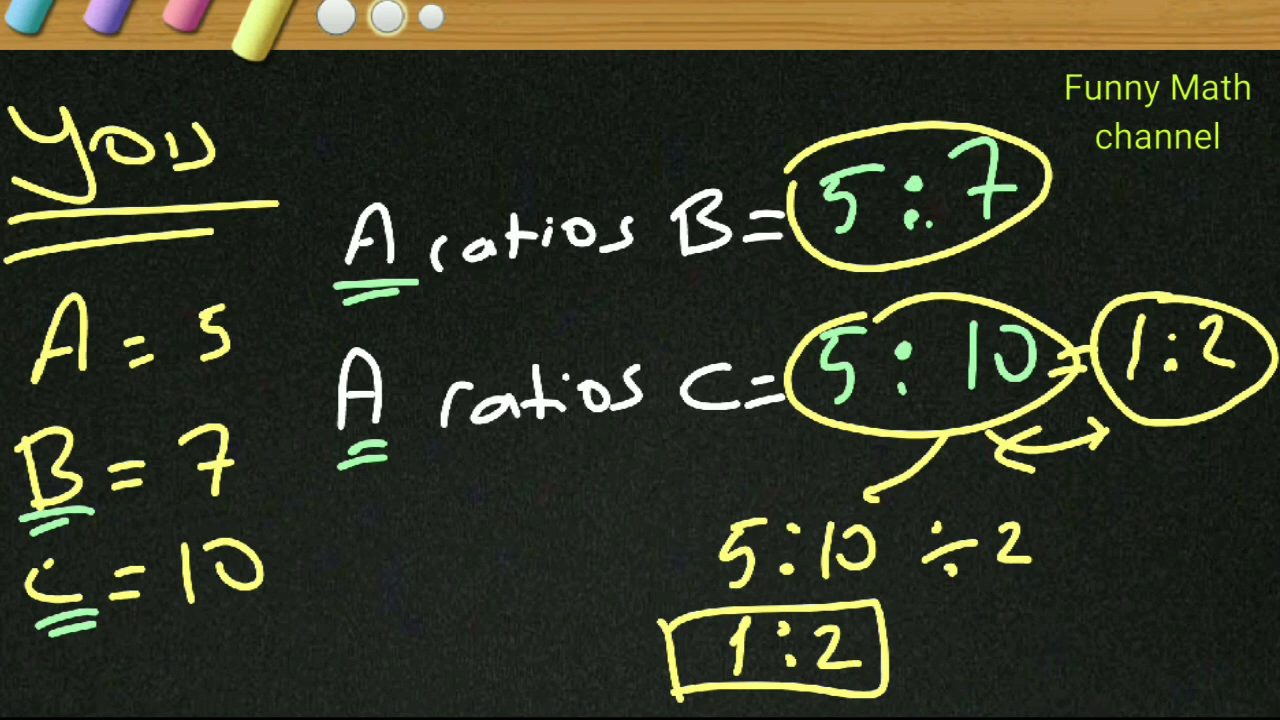 Funny Math
channel
you
A = 5
B = 7
C = 10
A ratios B = 5 : 7
A ratios C = 5 : 10 = 1 : 2
5 : 10 ÷ 2
1 : 2